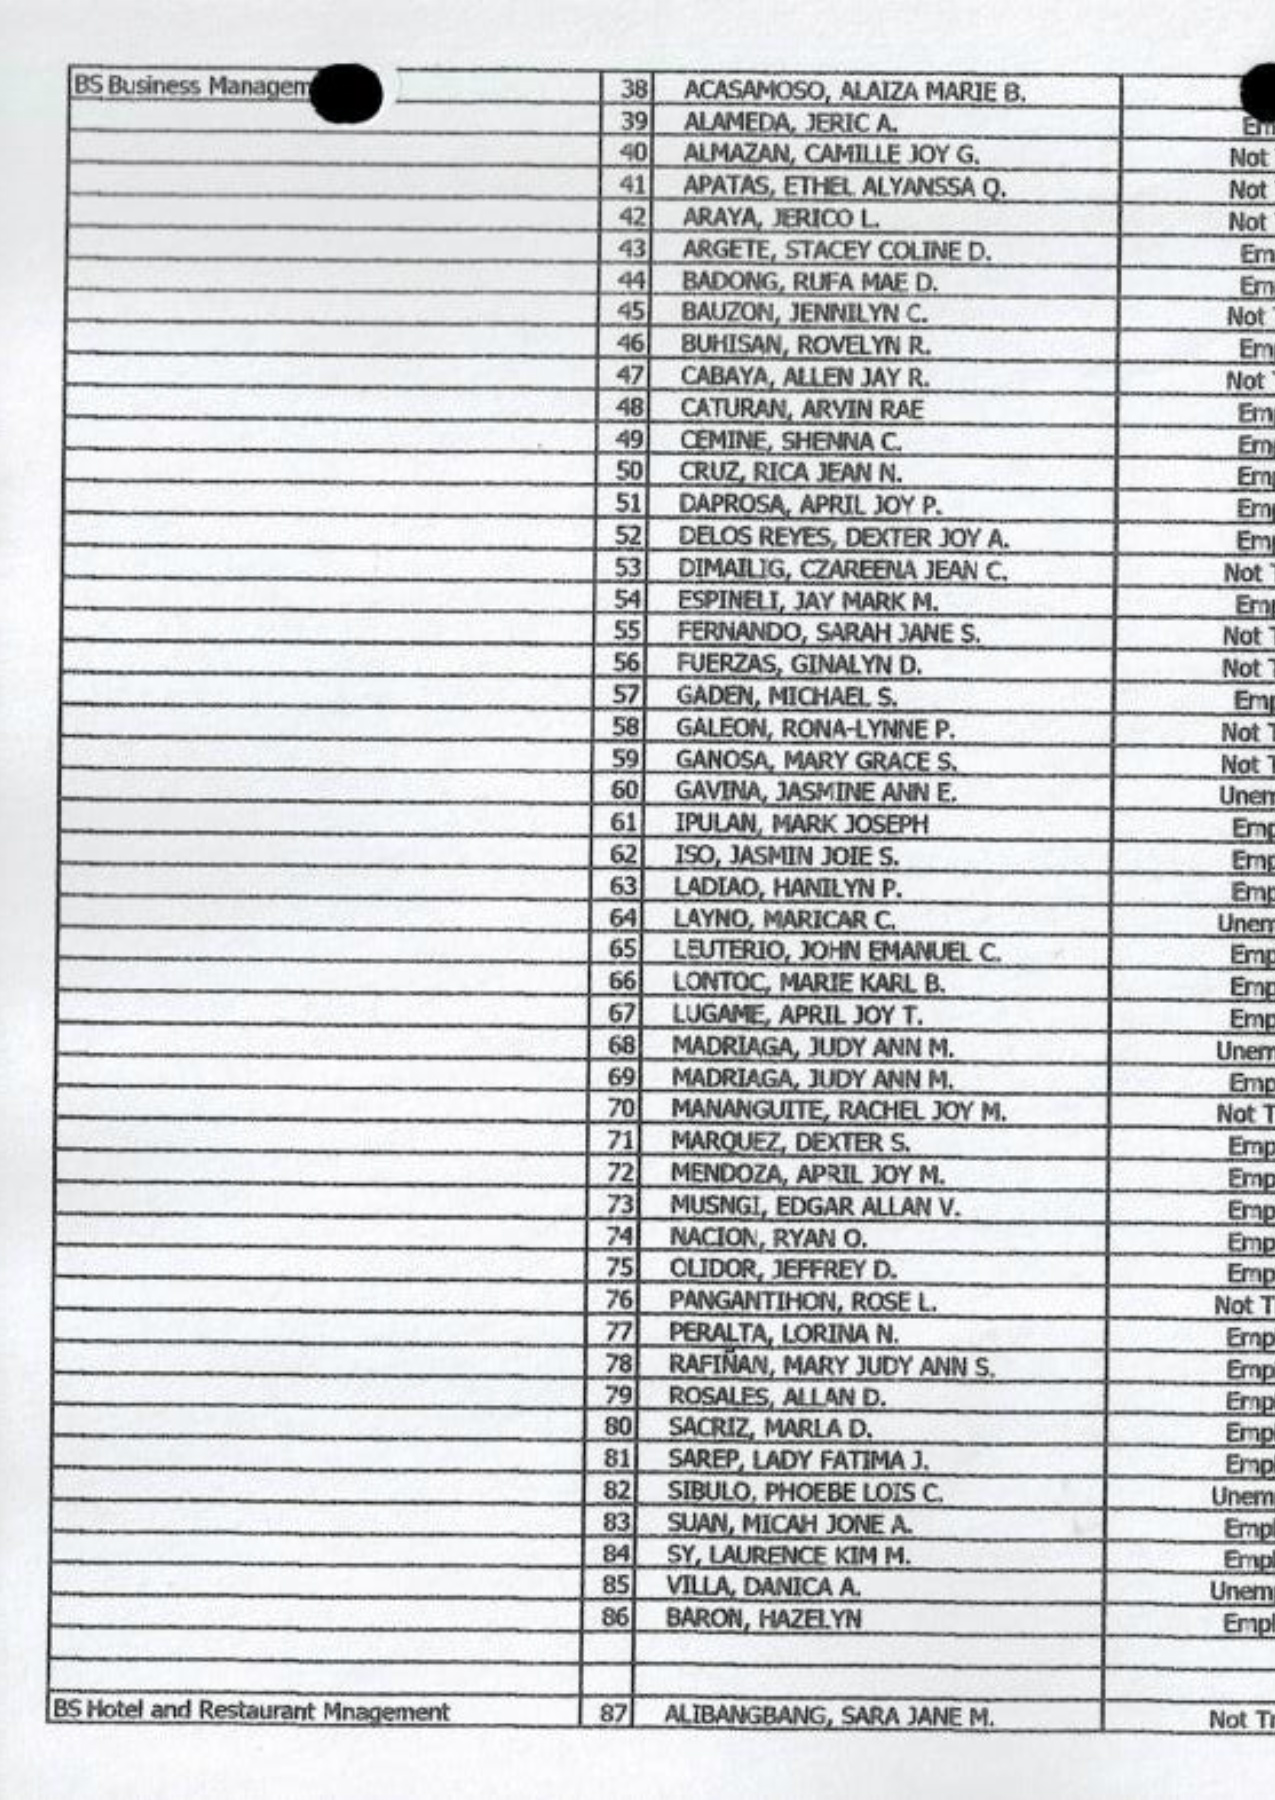 BS Business Managem 38 ACASAMOSO, ALAIZA MARIE B.
39 ALAMEDA, JERIC A. Em
40 ALMAZAN, CAMILLE JOY G. Not
41 APATAS, ETHEL ALYANSSA Q. Not
42 ARAYA, JERICO L. Not
43 ARGETE, STACEY COLINE D. Em
44 BADONG, RUFA MAE D. Em
45 BAUZON, JENNILYN C. Not
46 BUHISAN, ROVELYN R. Em
47 CABAYA, ALLEN JAY R. Not
48 CATURAN, ARVIN RAE Emp
49 CEMINE, SHENNA C. Em
50 CRUZ, RICA JEAN N. Emp
51 DAPROSA, APRIL JOY P. Emp
52 DELOS REYES, DEXTER JOY A. Emp
53 DIMAILIG, CZAREENA JEAN C. Not T
54 ESPINELI, JAY MARK M. Emp
55 FERNANDO, SARAH JANE S. Not T
56 FUERZAS, GINALYN D. Not T
57 GADEN, MICHAEL S. Emp
58 GALEON, RONA-LYNNE P. Not T
59 GANOSA, MARY GRACE S. Not T
60 GAVINA, JASMINE ANN E. Unem
61 IPULAN, MARK JOSEPH Emp
62 ISO, JASMIN JOIE S. Emp
63 LADIAO, HANILYN P. Emp
64 LAYNO, MARICAR C. Unem
65 LEUTERIO, JOHN EMANUEL C. Emp
66 LONTOC, MARIE KARL B. Emp
67 LUGAME, APRIL JOY T. Emp
68 MADRIAGA, JUDY ANN M. Unem
69 MADRIAGA, JUDY ANN M. Emp
70 MANANGUITE, RACHEL JOY M. Not T
71 MARQUEZ, DEXTER S. Emp
72 MENDOZA, APRIL JOY M. Emp
73 MUSNGI, EDGAR ALLAN V. Emp
74 NACION, RYAN O. Emp
75 OLIDOR, JEFFREY D. Emp
76 PANGANTIHON, ROSE L. Not T
77 PERALTA, LORINA N. Emp
78 RAFIÑAN, MARY JUDY ANN S. Emp
79 ROSALES, ALLAN D. Emp
80 SACRIZ, MARLA D. Emp
81 SAREP, LADY FATIMA J. Empl
82 SIBULO, PHOEBE LOIS C. Unem
83 SUAN, MICAH JONE A. Empl
84 SY, LAURENCE KIM M. Empl
85 VILLA, DANICA A. Unem
86 BARON, HAZELYN Empl
BS Hotel and Restaurant Mnagement 87 ALIBANGBANG, SARA JANE M. Not Tr